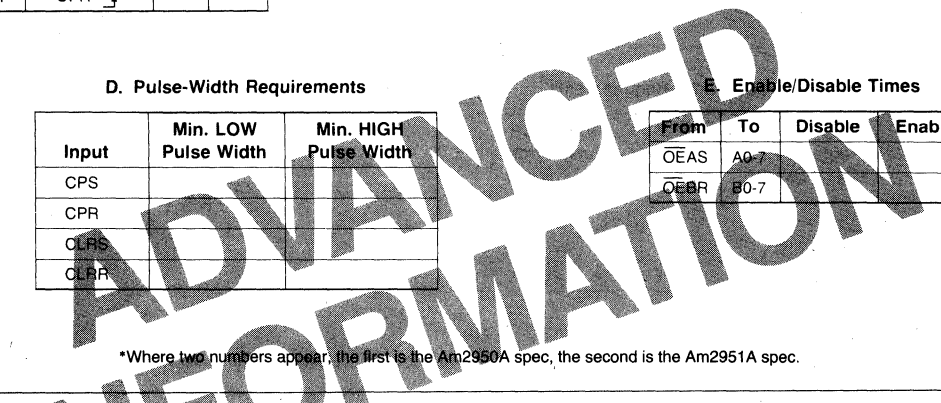 D. Pulse-Width Requirements
Input Min. LOW Pulse Width Min. HIGH Pulse Width
CPS
CPR
CLRS
CLRR
E. Enable/Disable Times
From To Disable Enab
OEAS A0-7
OEBR B0-7
*Where two numbers appear, the first is the Am2950A spec, the second is the Am2951A spec.
ADVANCED
INFORMATION